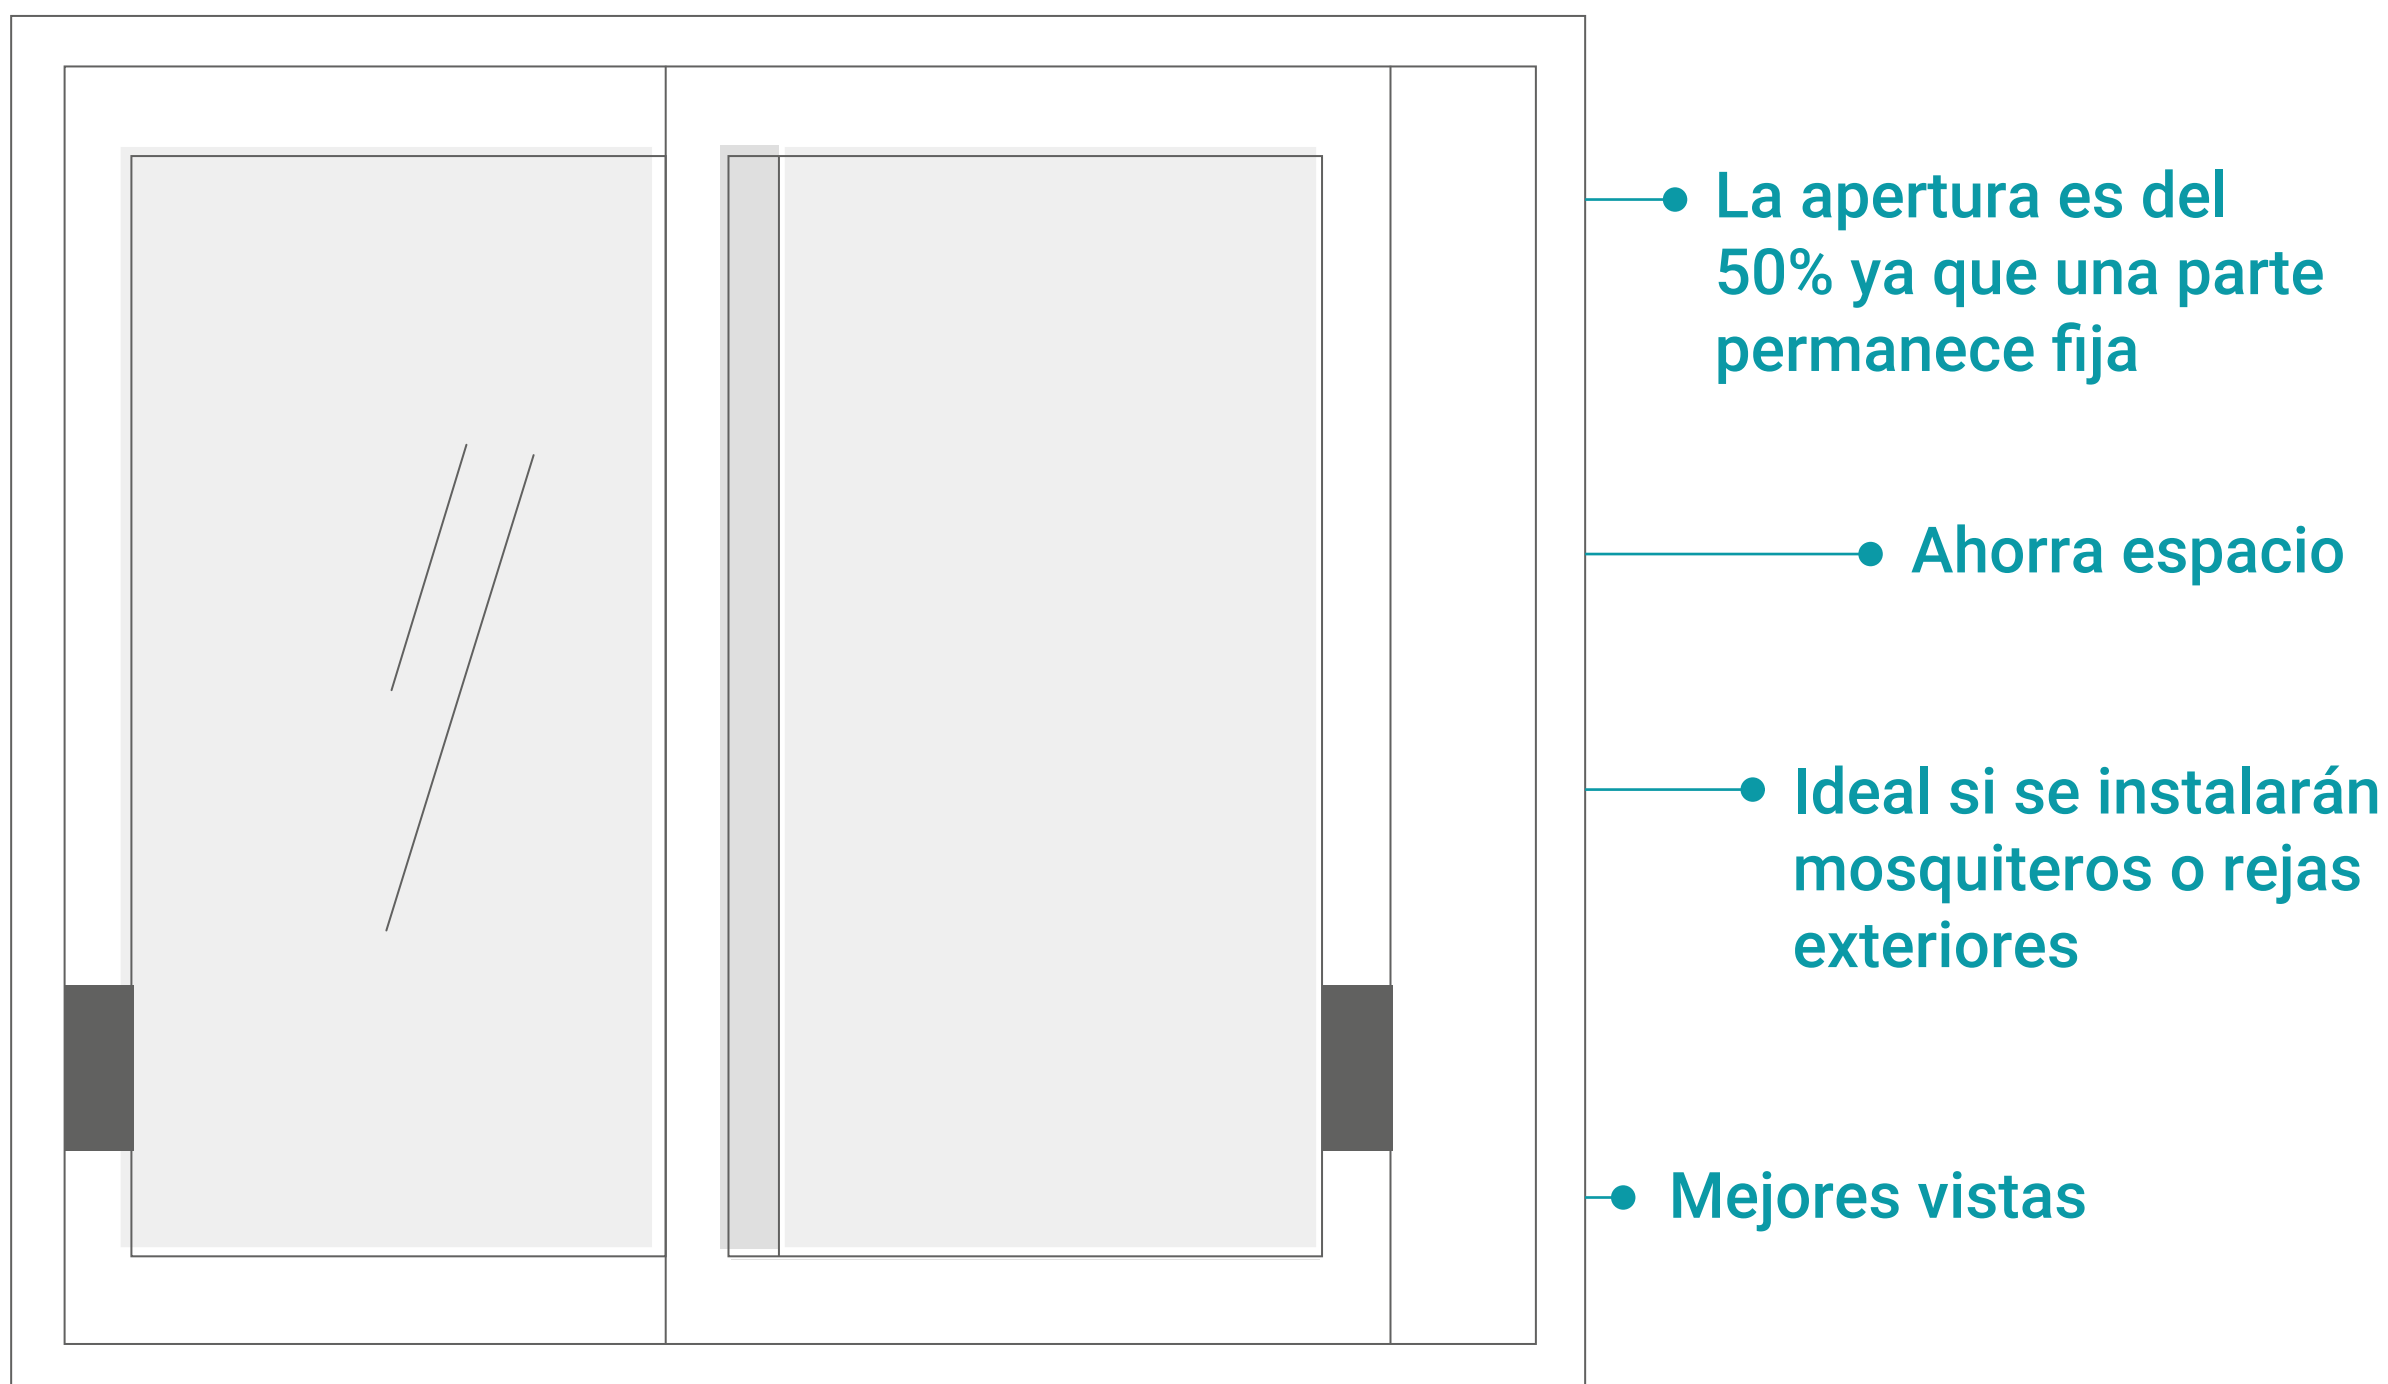 La apertura es del
50% ya que una parte
permanece fija
Ahorra espacio
Ideal si se instalarán
mosquiteros o rejas
exteriores
Mejores vistas